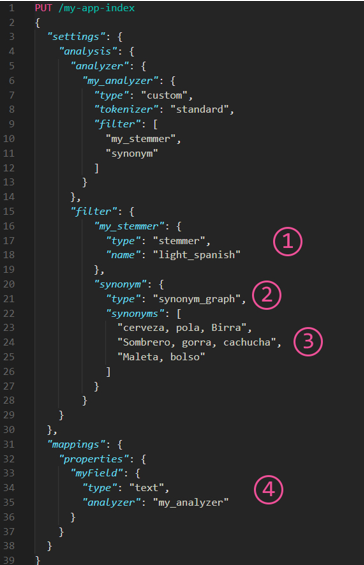 1 PUT /my-app-index
2 {
3 "settings": {
4 "analysis": {
5 "analyzer": {
6 "my_analyzer": {
7 "type": "custom",
8 "tokenizer": "standard",
9 "filter": [
10 "my_stemmer",
11 "synonym"
12 ]
13 }
14 },
15 "filter": {
16 "my_stemmer": {
17 "type": "stemmer",
18 "name": "light_spanish"
19 },
20 "synonym": {
21 "type": "synonym_graph",
22 "synonyms": [
23 "cerveza, pola, Birra",
24 "Sombrero, gorra, cachucha",
25 "Maleta, bolso"
26 ]
27 }
28 }
29 }
30 },
31 "mappings": {
32 "properties": {
33 "myField": {
34 "type": "text",
35 "analyzer": "my_analyzer"
36 }
37 }
38 }
39 }
1
2
3
4